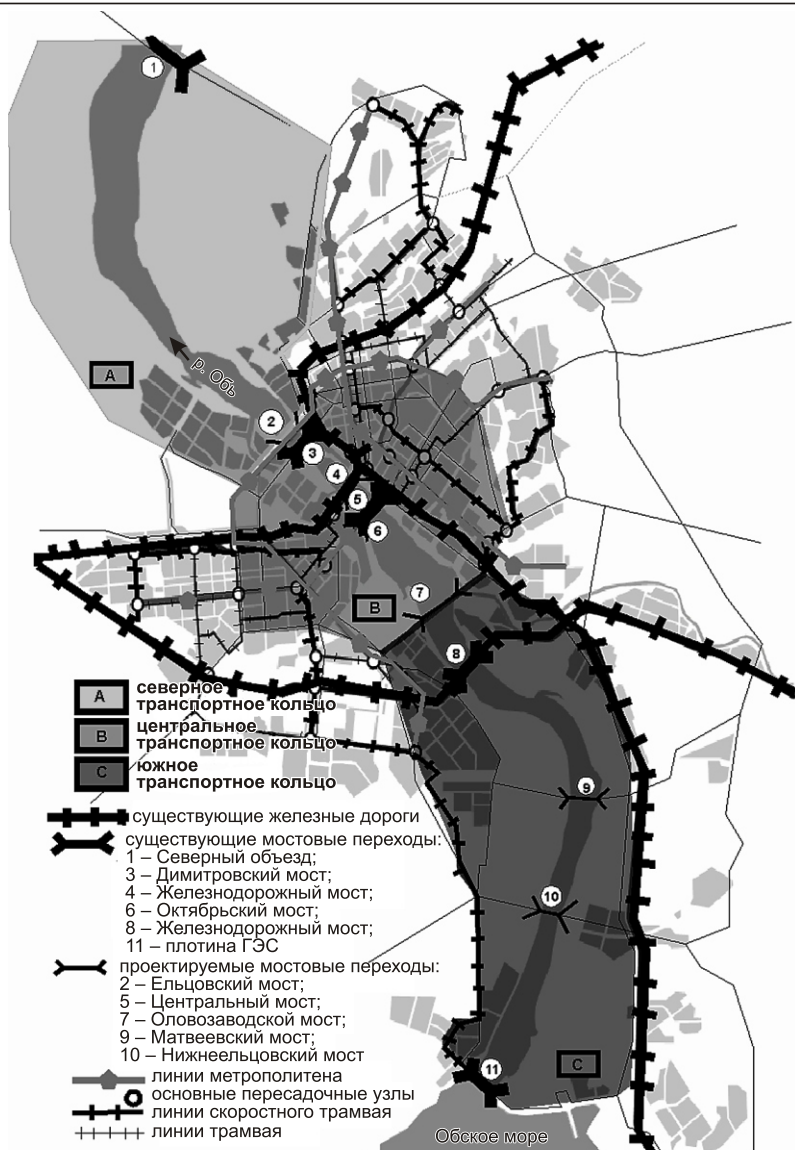 1
А
р. Обь
2
3
4
5
6
7
В
8
А
северное
транспортное кольцо
В
центральное
транспортное кольцо
С
южное
транспортное кольцо
9
существующие железные дороги
существующие мостовые переходы:
1 – Северный объезд;
3 – Димитровский мост;
4 – Железнодорожный мост;
6 – Октябрьский мост;
8 – Железнодорожный мост;
11 – плотина ГЭС
10
проектируемые мостовые переходы:
2 – Ельцовский мост;
5 – Центральный мост;
7 – Оловозаводской мост;
9 – Матвеевский мост;
10 – Нижнеельцовский мост
11
С
линии метрополитена
основные пересадочные узлы
линии скоростного трамвая
линии трамвая
Обское море